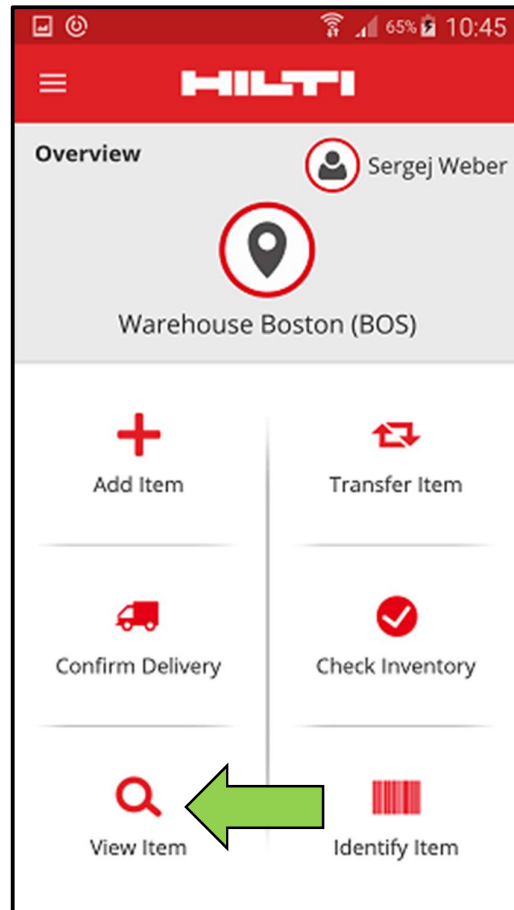 65% 10:45
HILTI
Overview
Sergej Weber
Warehouse Boston (BOS)
Add Item
Transfer Item
Confirm Delivery
Check Inventory
View Item
Identify Item